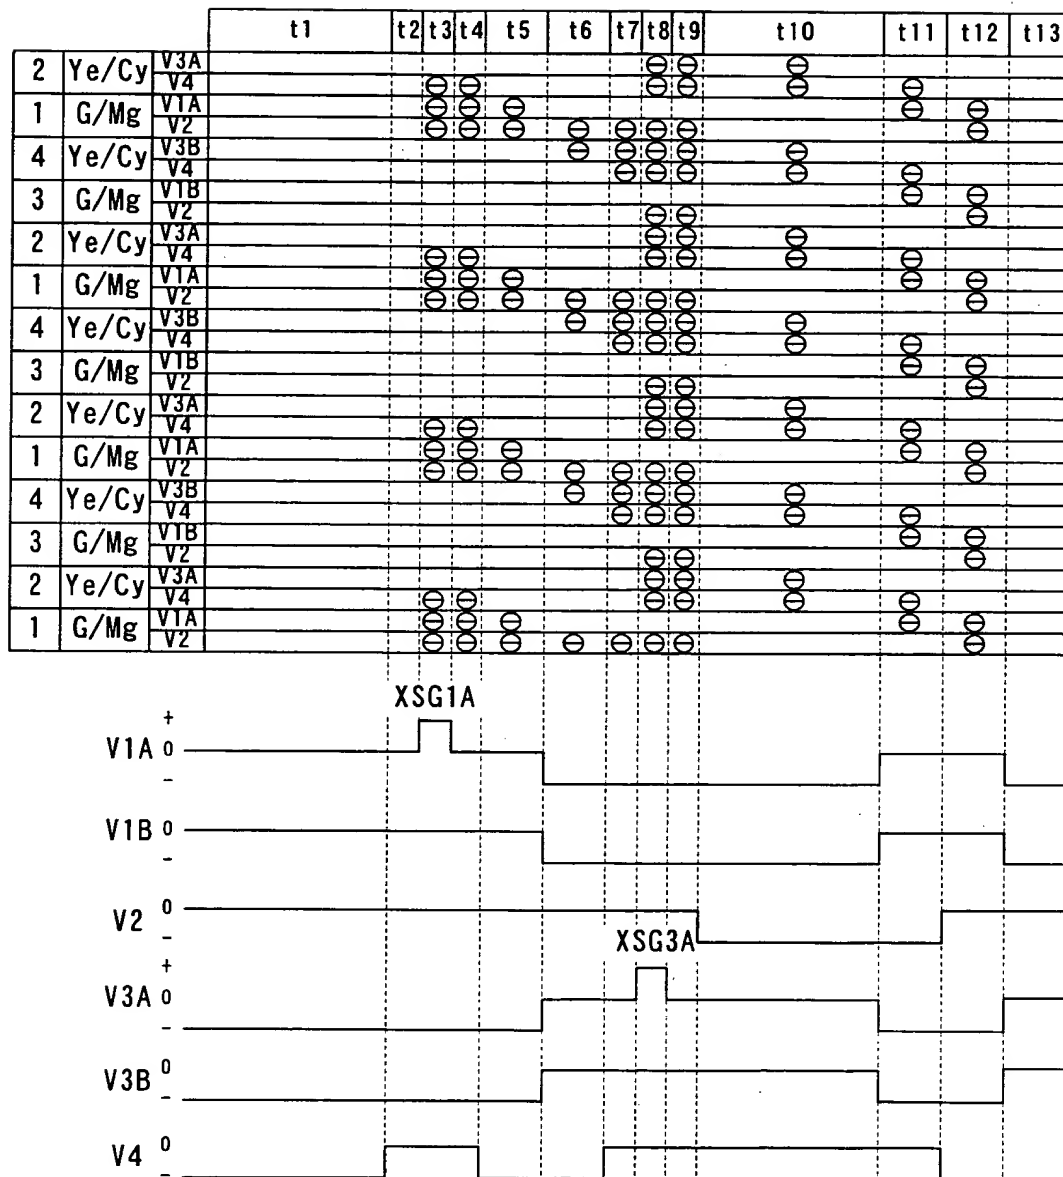 t1 t2 t3 t4 t5 t6 t7 t8 t9 t10 t11 t12 t13
2 Ye/Cy V3A
V4
1 G/Mg V1A
V2
4 Ye/Cy V3B
V4
3 G/Mg V1B
V2
2 Ye/Cy V3A
V4
1 G/Mg V1A
V2
4 Ye/Cy V3B
V4
3 G/Mg V1B
V2
2 Ye/Cy V3A
V4
1 G/Mg V1A
V2
4 Ye/Cy V3B
V4
3 G/Mg V1B
V2
2 Ye/Cy V3A
V4
1 G/Mg V1A
V2
XSG1A
+
V1A 0
-
V1B 0
-
V2 0
-
XSG3A
+
V3A 0
-
V3B 0
-
V4 0
-